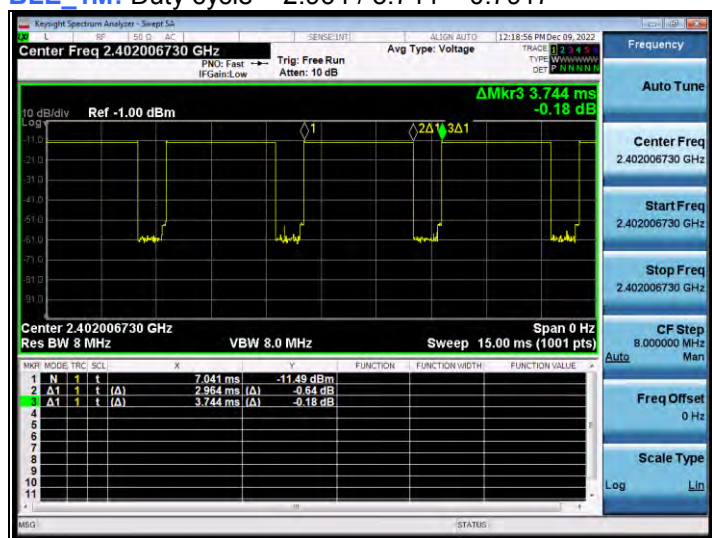 BLE_1M: Duty cycle = 2.964 / 3.744 = 0.7917
Keysight Spectrum Analyzer - Swept SA
L RF 50 Ω AC SENSE:INT ALIGN AUTO 12:18:56 PM Dec 09, 2022
Center Freq 2.402006730 GHz Avg Type: Voltage TRACE 1 2 3 4 5 6
PNO: Fast Trig: Free Run TYPE WWWWWW
IFGain:Low Atten: 10 dB DET P N N N N N
ΔMkr3 3.744 ms
-0.18 dB
10 dB/div Ref -1.00 dBm
Log
1 2Δ1 3Δ1
-11.0
-21.0
-31.0
-41.0
-51.0
-61.0
-71.0
-81.0
-91.0
Center 2.402006730 GHz Span 0 Hz
Res BW 8 MHz VBW 8.0 MHz Sweep 15.00 ms (1001 pts)
MKR MODE TRC SCL X Y FUNCTION FUNCTION WIDTH FUNCTION VALUE
1 N 1 t 7.041 ms -11.49 dBm
2 Δ1 1 t (Δ) 2.964 ms (Δ) -0.64 dB
3 Δ1 1 t (Δ) 3.744 ms (Δ) -0.18 dB
4
5
6
7
8
9
10
11
MSG STATUS
Frequency
Auto Tune
Center Freq
2.402006730 GHz
Start Freq
2.402006730 GHz
Stop Freq
2.402006730 GHz
CF Step
8.000000 MHz
Auto Man
Freq Offset
0 Hz
Scale Type
Log Lin